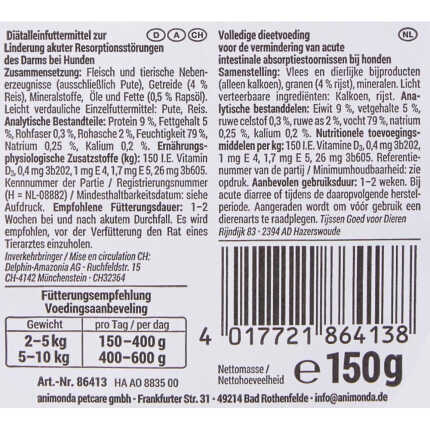 Diätalleinfuttermittel zur D A CH
Linderung akuter Resorptionsstörungen
des Darms bei Hunden
Zusammensetzung: Fleisch und tierische Neben-
erzeugnisse (ausschließlich Pute), Getreide (4 %
Reis), Mineralstoffe, Öle und Fette (0,5 % Rapsöl).
Leicht verdauliche Einzelfuttermittel: Pute, Reis.
Analytische Bestandteile: Protein 9 %, Fettgehalt 5
%, Rohfaser 0,3 %, Rohasche 2 %, Feuchtigkeit 79 %,
Natrium 0,25 %, Kalium 0,2 %. Ernährungs-
physiologische Zusatzstoffe (kg): 150 I.E. Vitamin
D₃, 0,4 mg 3b202, 1 mg E 4, 1,7 mg E 5, 26 mg 3b605.
Kennnummer der Partie / Registrierungsnummer
(H = NL-08882) / Mindesthaltbarkeitsdatum: siehe
Aufdruck. Empfohlene Fütterungsdauer: 1–2
Wochen bei und nach akutem Durchfall. Es wird
empfohlen, vor der Verfütterung den Rat eines
Tierarztes einzuholen.
Inverkehrbringer / Mise en circulation CH:
Delphin-Amazonia AG - Ruchfeldstr. 15
CH-4142 Münchenstein - CH32364
Fütterungsempfehlung
Voedingsaanbeveling
Gewicht pro Tag / per dag
2–5 kg 150–400 g
5–10 kg 400–600 g
Volledige dieetvoeding NL
voor de vermindering van acute
intestinale absorptiestoornissen bij honden
Samenstelling: Vlees en dierlijke bijproducten
(alleen kalkoen), granen (4 % rijst), mineralen. Licht
verteerbare ingrediënten: Kalkoen, rijst. Ana-
lytische bestanddelen: Eiwit 9 %, vetgehalte 5 %,
ruwe celstof 0,3 %, ruwe as 2 %, vocht 79 %, natrium
0,25 %, kalium 0,2 %. Nutritionele toevoegings-
middelen per kg: 150 I.E. Vitamin D₃, 0,4 mg 3b202,
1 mg E 4, 1,7 mg E 5, 26 mg 3b605. Referentie-
nummer van de partij / Minimumhoudbaarheid: zie
opdruk. Aanbevolen gebruiksduur: 1–2 weken. Bij
acute diarree of tijdens de daaropvolgende herstel-
periode. Aangeraden wordt om vóór gebruik een
dierenarts te raadplegen. Tijssen Goed voor Dieren
Rijndijk 83 - 2394 AD Hazerswoude
4 017721 864138
Nettomasse /
Nettohoeveelheid e 150g
Art.-Nr. 86413 HA AO 8835 00
animonda petcare gmbh - Frankfurter Str. 31 - 49214 Bad Rothenfelde - www.animonda.de